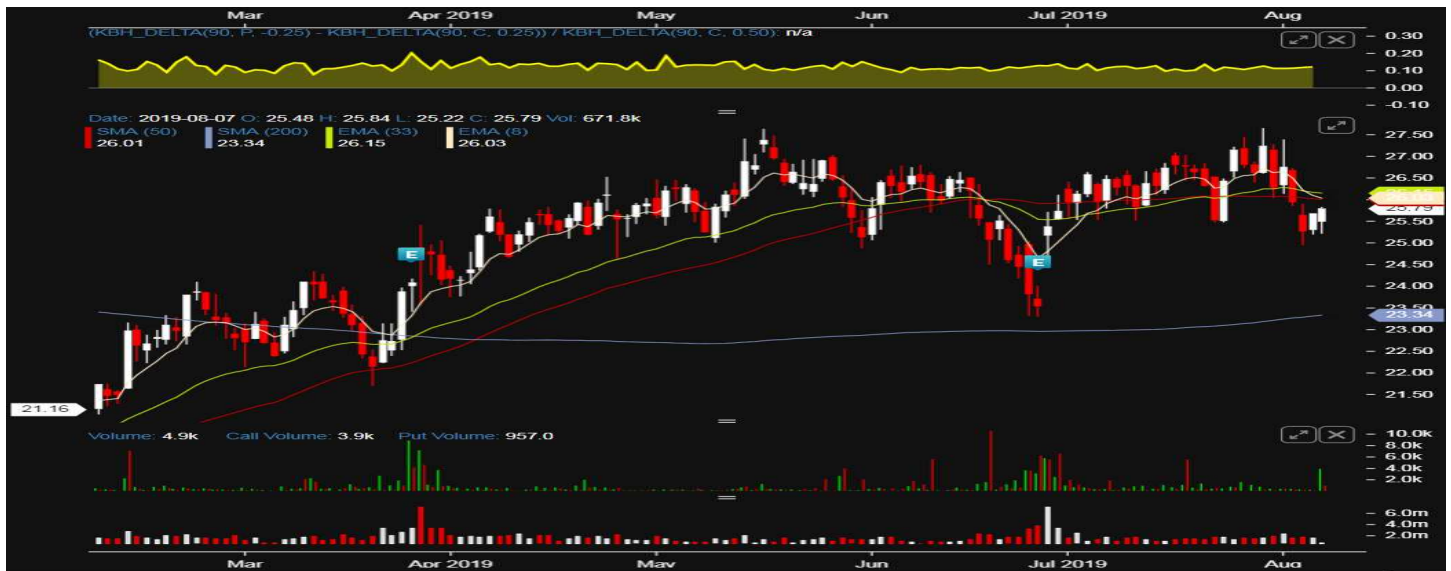 Mar Apr 2019 May Jun Jul 2019 Aug
(KBH_DELTA(90, P, -0.25) - KBH_DELTA(90, C, 0.25)) / KBH_DELTA(90, C, 0.50): n/a
0.30
0.20
0.10
0.00
-0.10
Date: 2019-08-07 O: 25.48 H: 25.84 L: 25.22 C: 25.79 Vol: 671.8k
SMA (50) SMA (200) EMA (33) EMA (8)
26.01 23.34 26.15 26.03
27.50
27.00
26.50
25.79
25.50
25.00
E
24.50
E
24.00
23.50
23.34
23.00
22.50
22.00
21.50
21.16
Volume: 4.9k Call Volume: 3.9k Put Volume: 957.0
10.0k
8.0k
6.0k
4.0k
2.0k
6.0m
4.0m
2.0m
Mar Apr 2019 May Jun Jul 2019 Aug